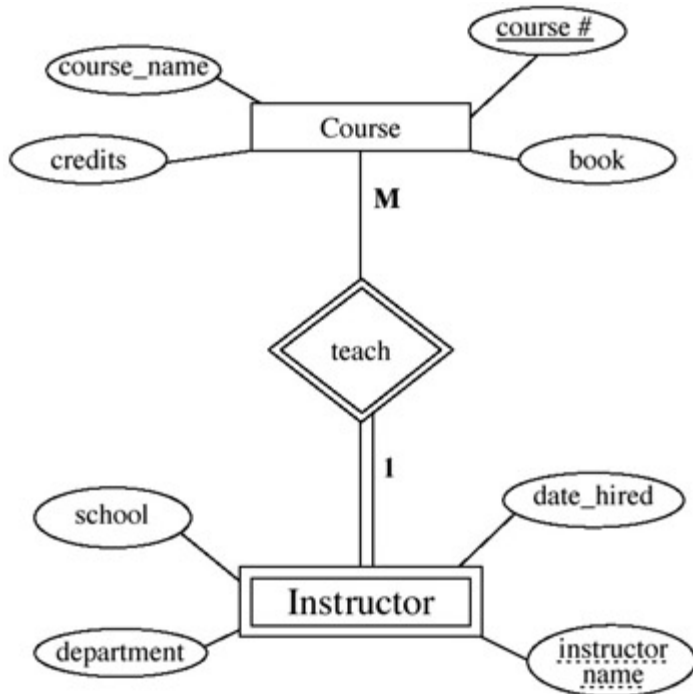 course #
course_name
Course
credits
book
M
teach
1
school
date_hired
Instructor
department
instructor
name